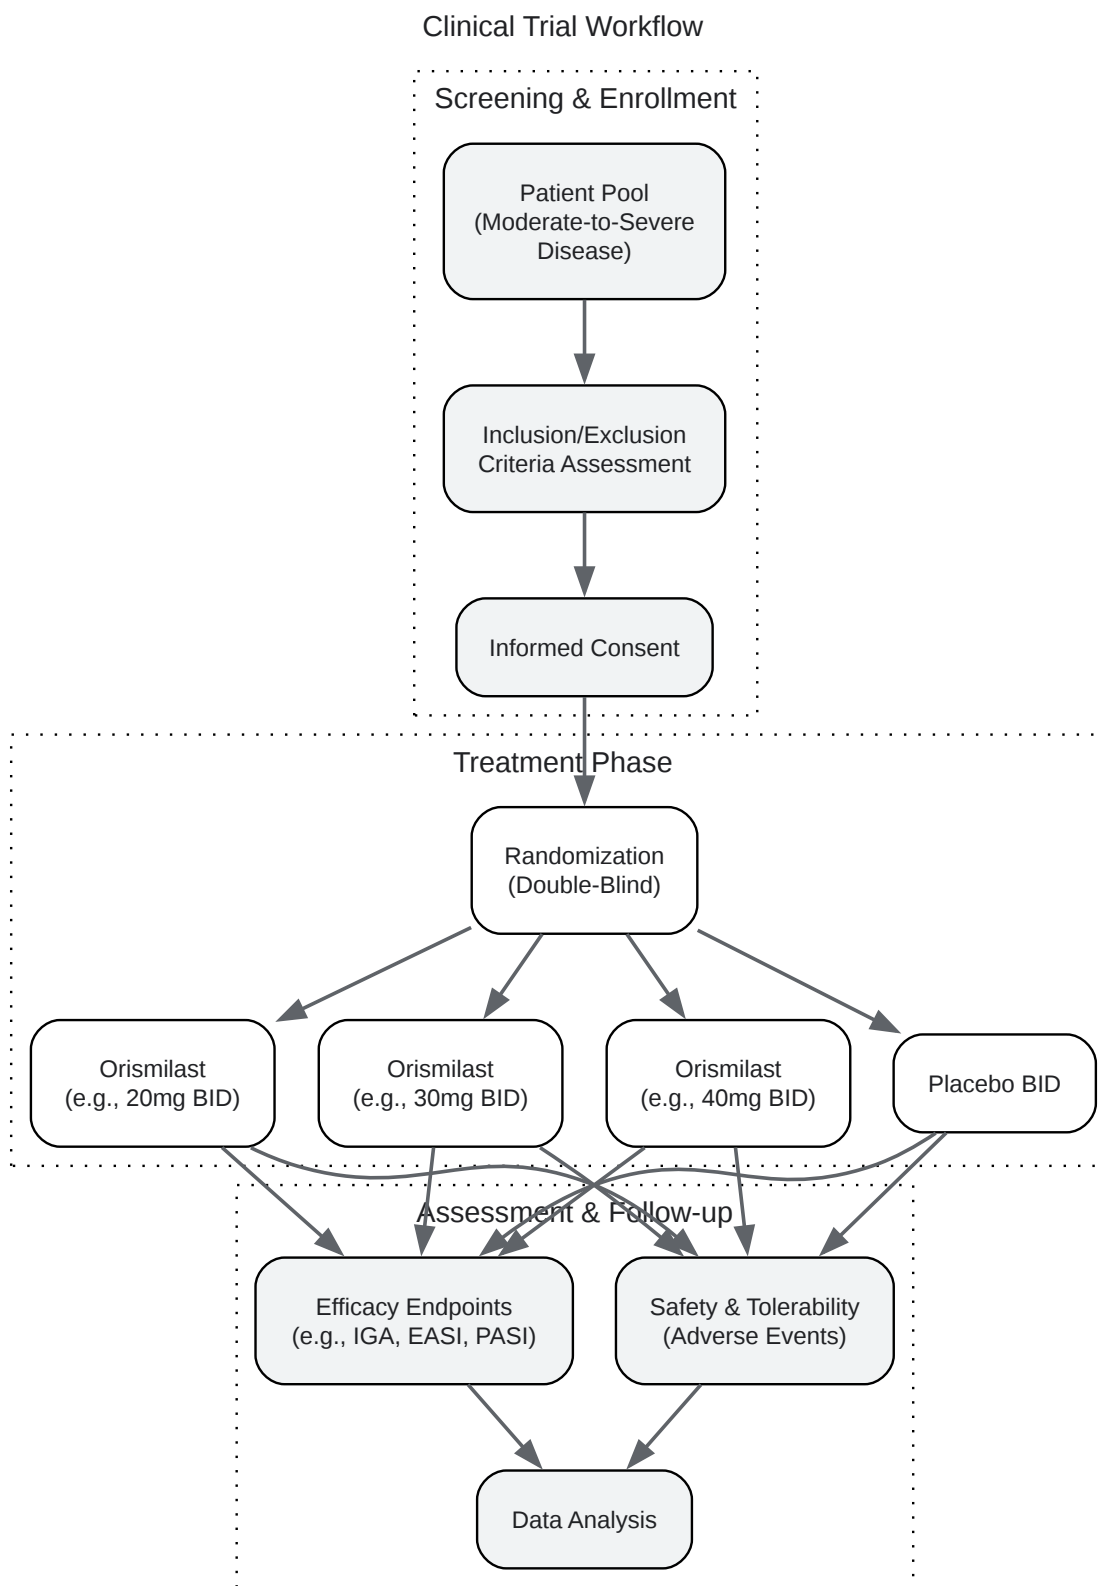 Clinical Trial Workflow
Screening & Enrollment
Patient Pool
(Moderate-to-Severe
Disease)
Inclusion/Exclusion
Criteria Assessment
Informed Consent
Treatment Phase
Randomization
(Double-Blind)
Orismilast
(e.g., 20mg BID)
Orismilast
(e.g., 30mg BID)
Orismilast
(e.g., 40mg BID)
Placebo BID
Assessment & Follow-up
Efficacy Endpoints
(e.g., IGA, EASI, PASI)
Safety & Tolerability
(Adverse Events)
Data Analysis